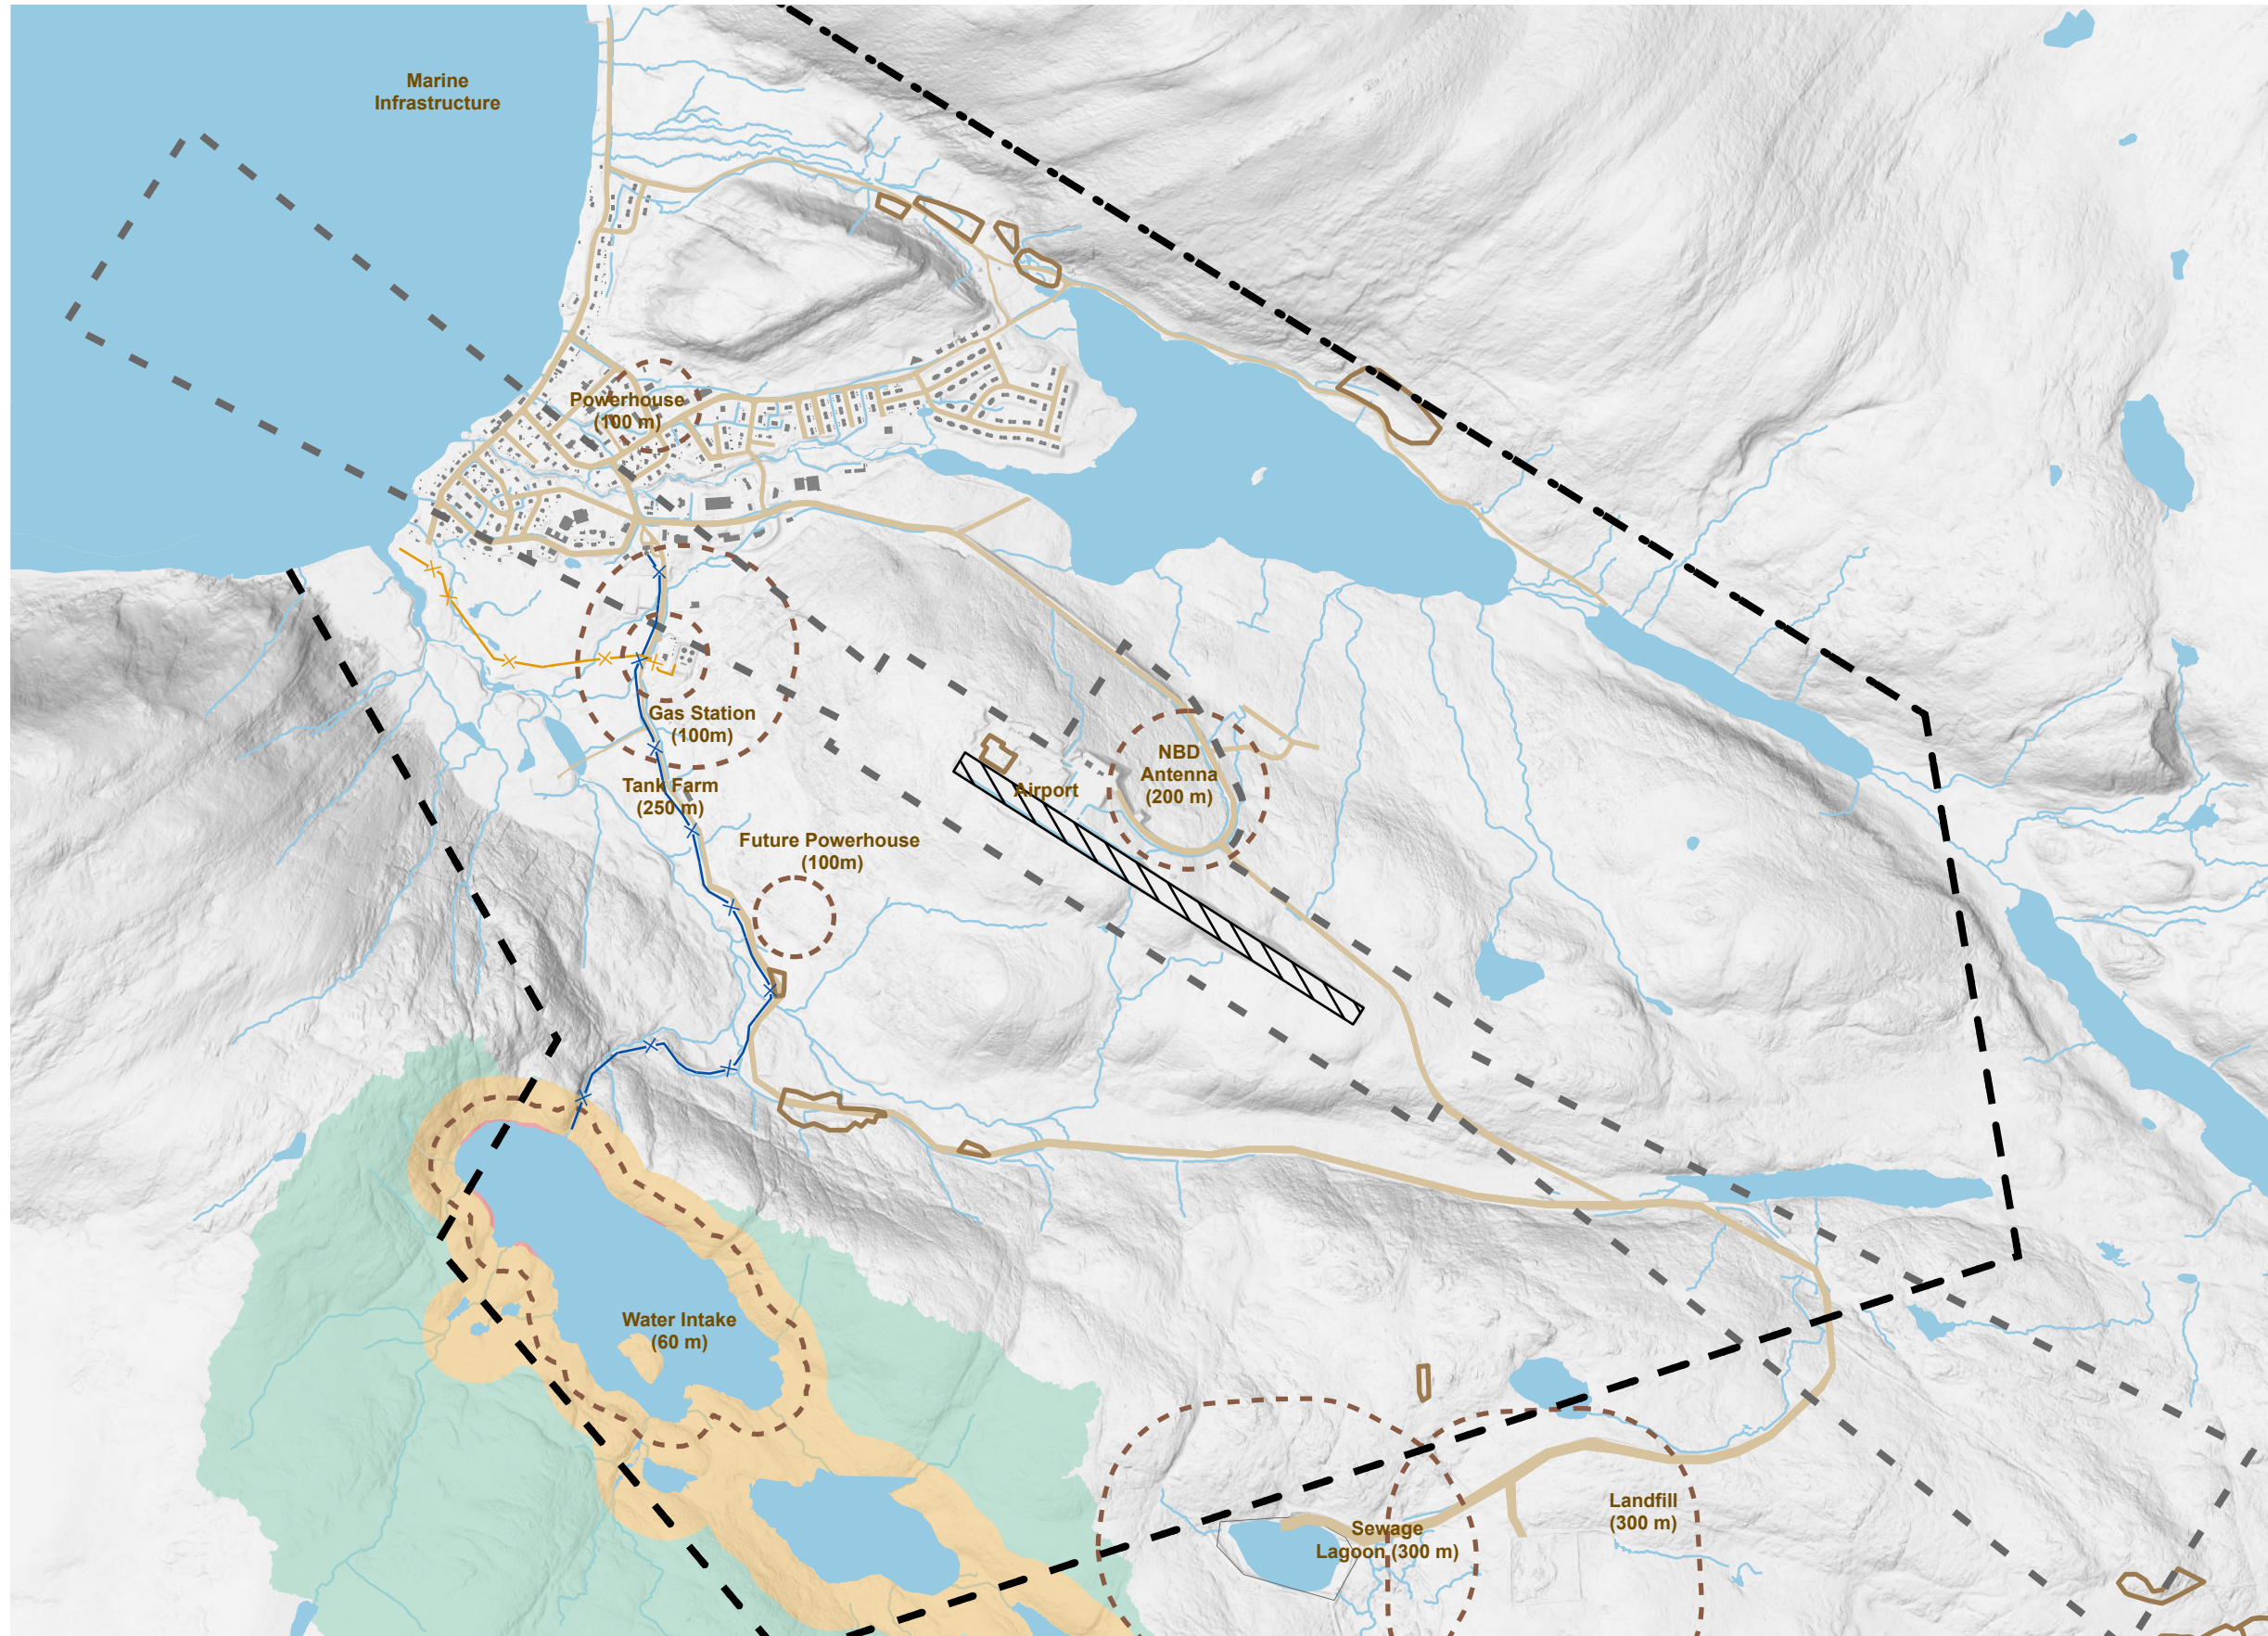 Marine
Infrastructure
Powerhouse
(100 m)
Gas Station
(100m)
NBD
Antenna
(200 m)
Airport
Tank Farm
(250 m)
Future Powerhouse
(100m)
Water Intake
(60 m)
Landfill
(300 m)
Sewage
Lagoon (300 m)